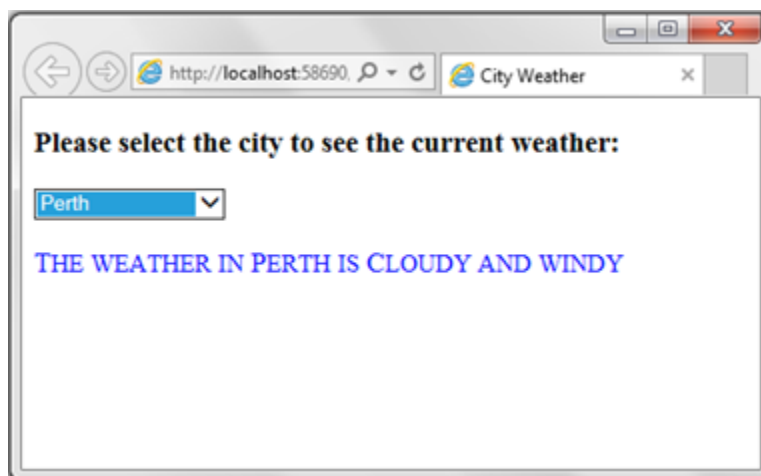 http://localhost:58690,
City Weather
Please select the city to see the current weather:
Perth
THE WEATHER IN PERTH IS CLOUDY AND WINDY